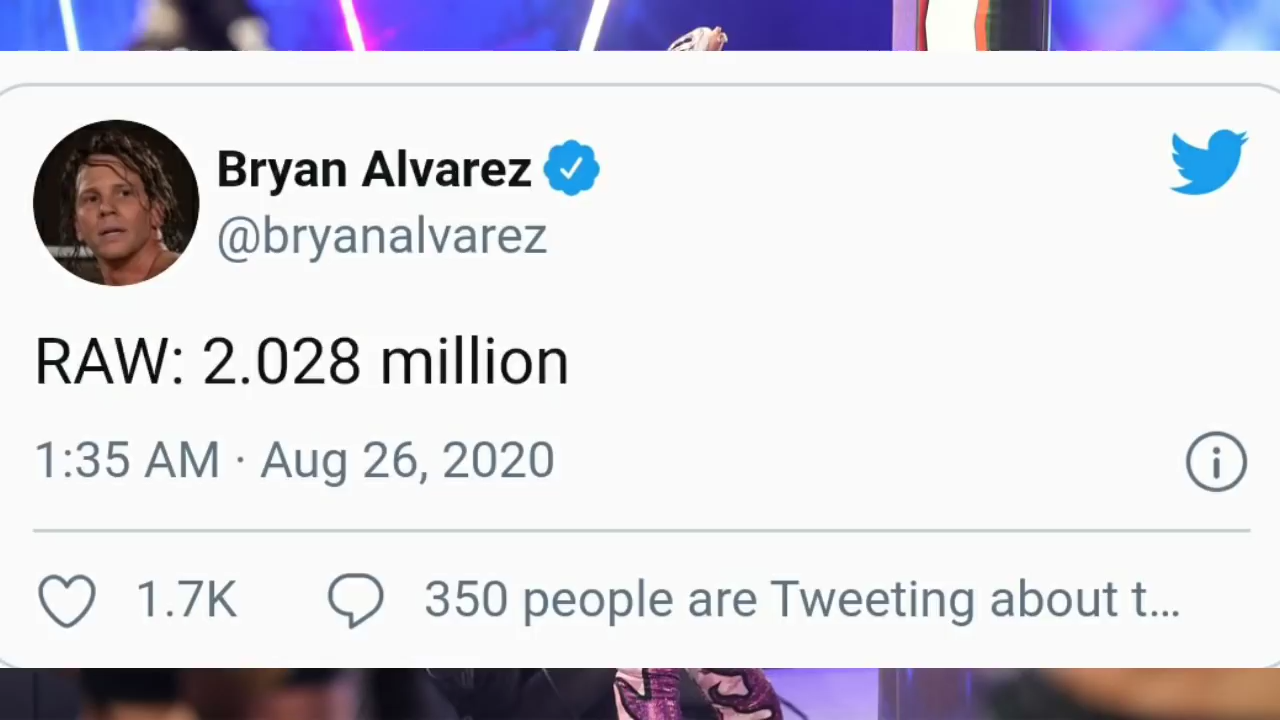 Bryan Alvarez
@bryanalvarez
RAW: 2.028 million
1:35 AM · Aug 26, 2020
1.7K 350 people are Tweeting about t...